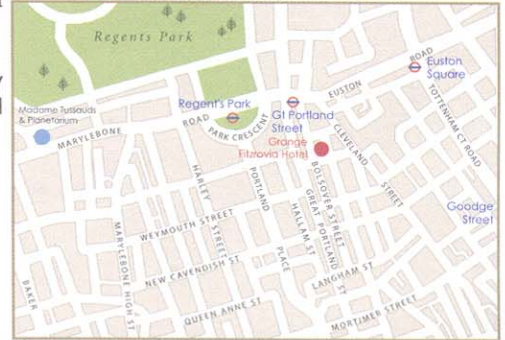 Regents Park
ROAD
Euston
Square
EUSTON
Madame Tussauds
& Planetarium
Regent's Park
Gt Portland
Street
MARYLEBONE
ROAD
PARK CRESCENT
CLEVELAND
STREET
TOTTENHAM CT ROAD
Grange
Fitzrovia Hotel
HARLEY
STREET
PORTLAND
PLACE
BOLSOVER STREET
GREAT PORTLAND ST
HALLAM ST
Goodge
Street
WEYMOUTH STREET
MARYLEBONE HIGH ST
NEW CAVENDISH ST
LANGHAM ST
BAKER
QUEEN ANNE ST
MORTIMER STREET